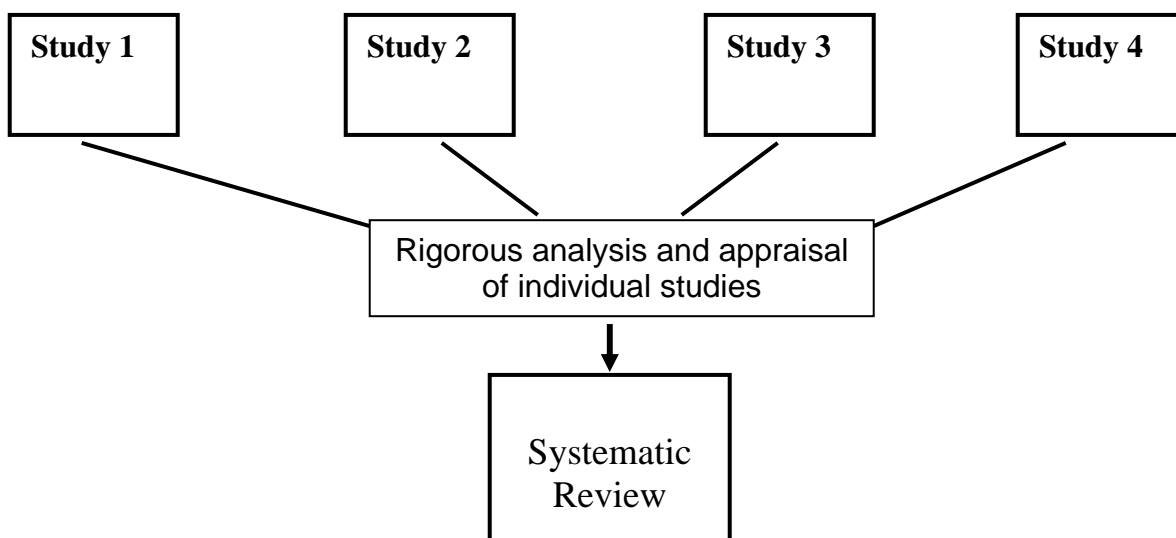 Study 1
Study 2
Study 3
Study 4
Rigorous analysis and appraisal
of individual studies
Systematic
Review